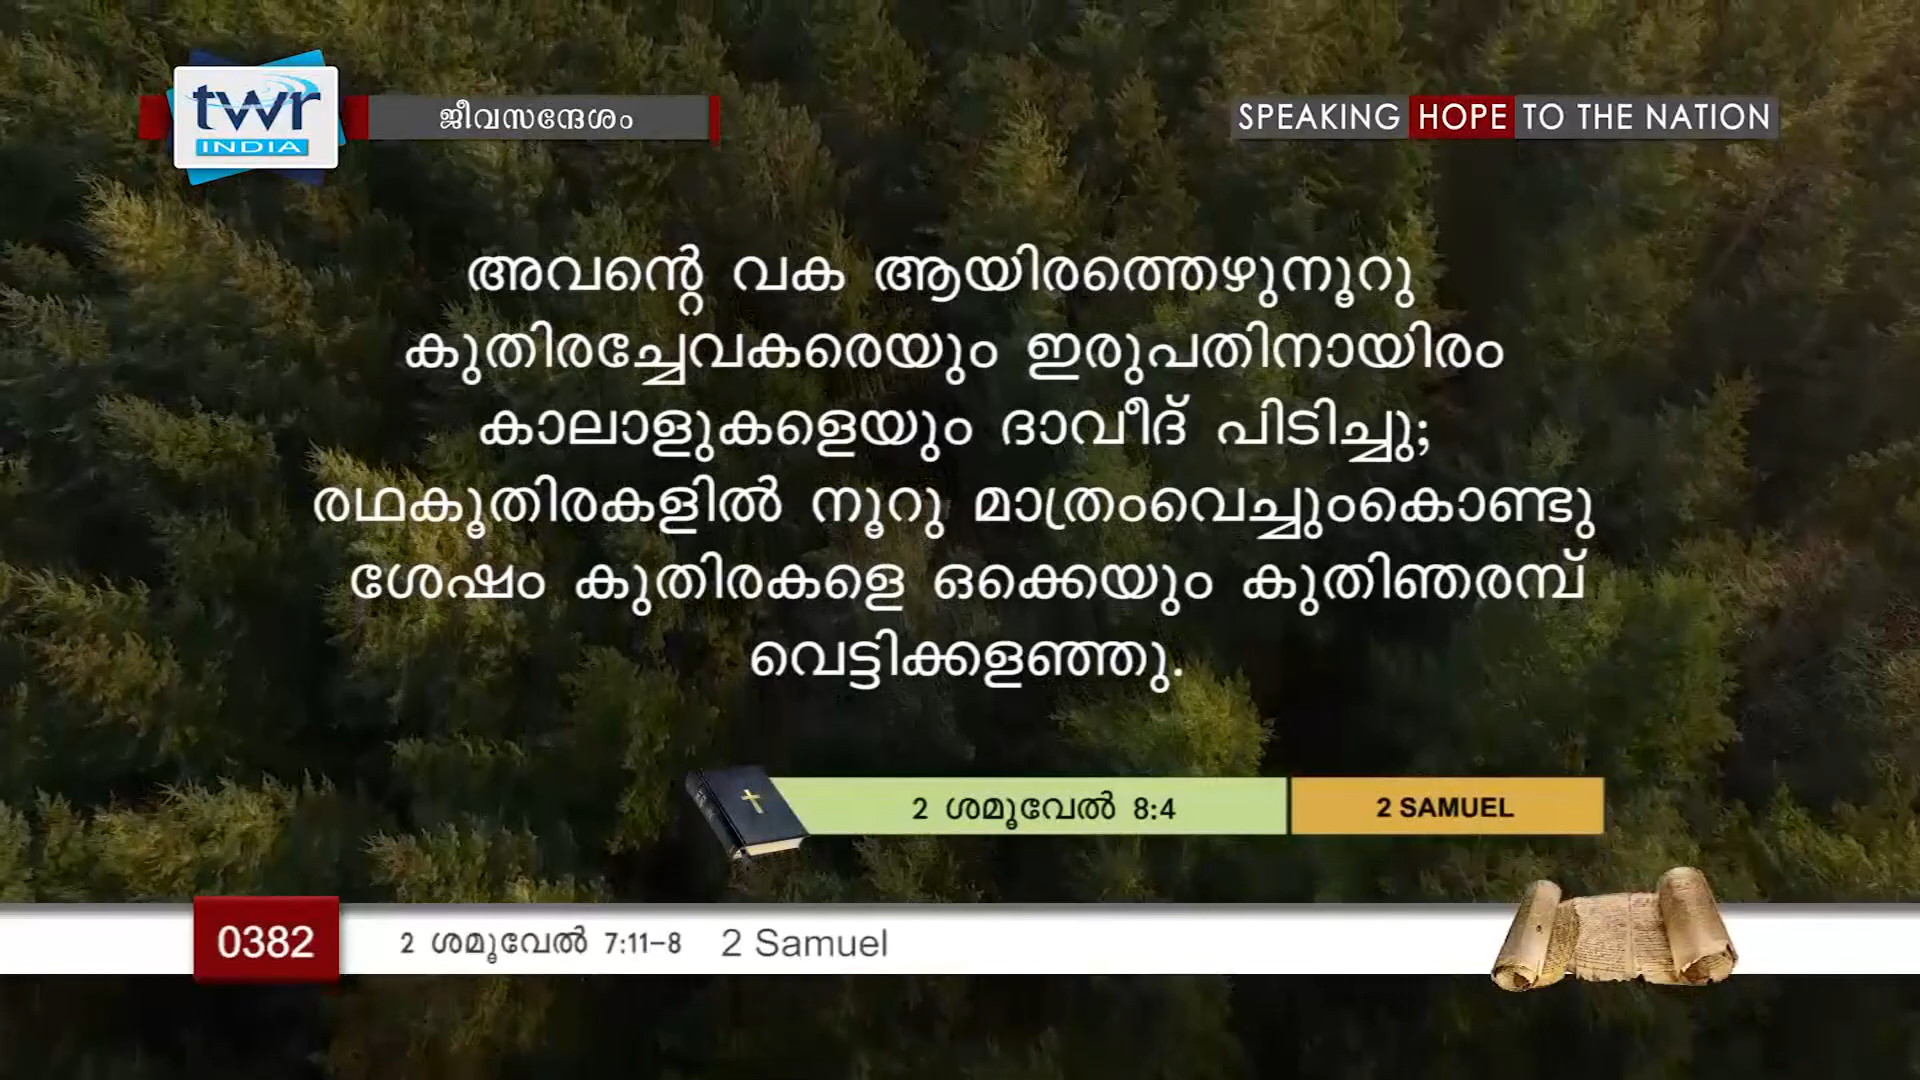 twr
INDIA
ജീവസന്ദേശം
SPEAKING HOPE TO THE NATION
അവന്റെ വക ആയിരത്തെഴുനൂറു
കുതിരച്ചേവകരെയും ഇരുപതിനായിരം
കാലാളുകളെയും ദാവീദ് പിടിച്ചു;
രഥകൂതിരകളിൽ നൂറു മാത്രംവെച്ചുംകൊണ്ടു
ശേഷം കുതിരകളെ ഒക്കെയും കുതിഞരമ്പ്
വെട്ടിക്കളഞ്ഞു.
2 ശമൂവേൽ 8:4
2 SAMUEL
0382
2 ശമൂവേൽ 7:11-8 2 Samuel